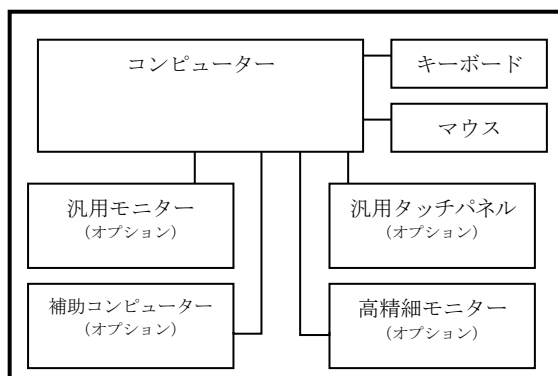 コンピューター
キーボード
マウス
汎用モニター
(オプション)
汎用タッチパネル
(オプション)
補助コンピューター
(オプション)
高精細モニター
(オプション)